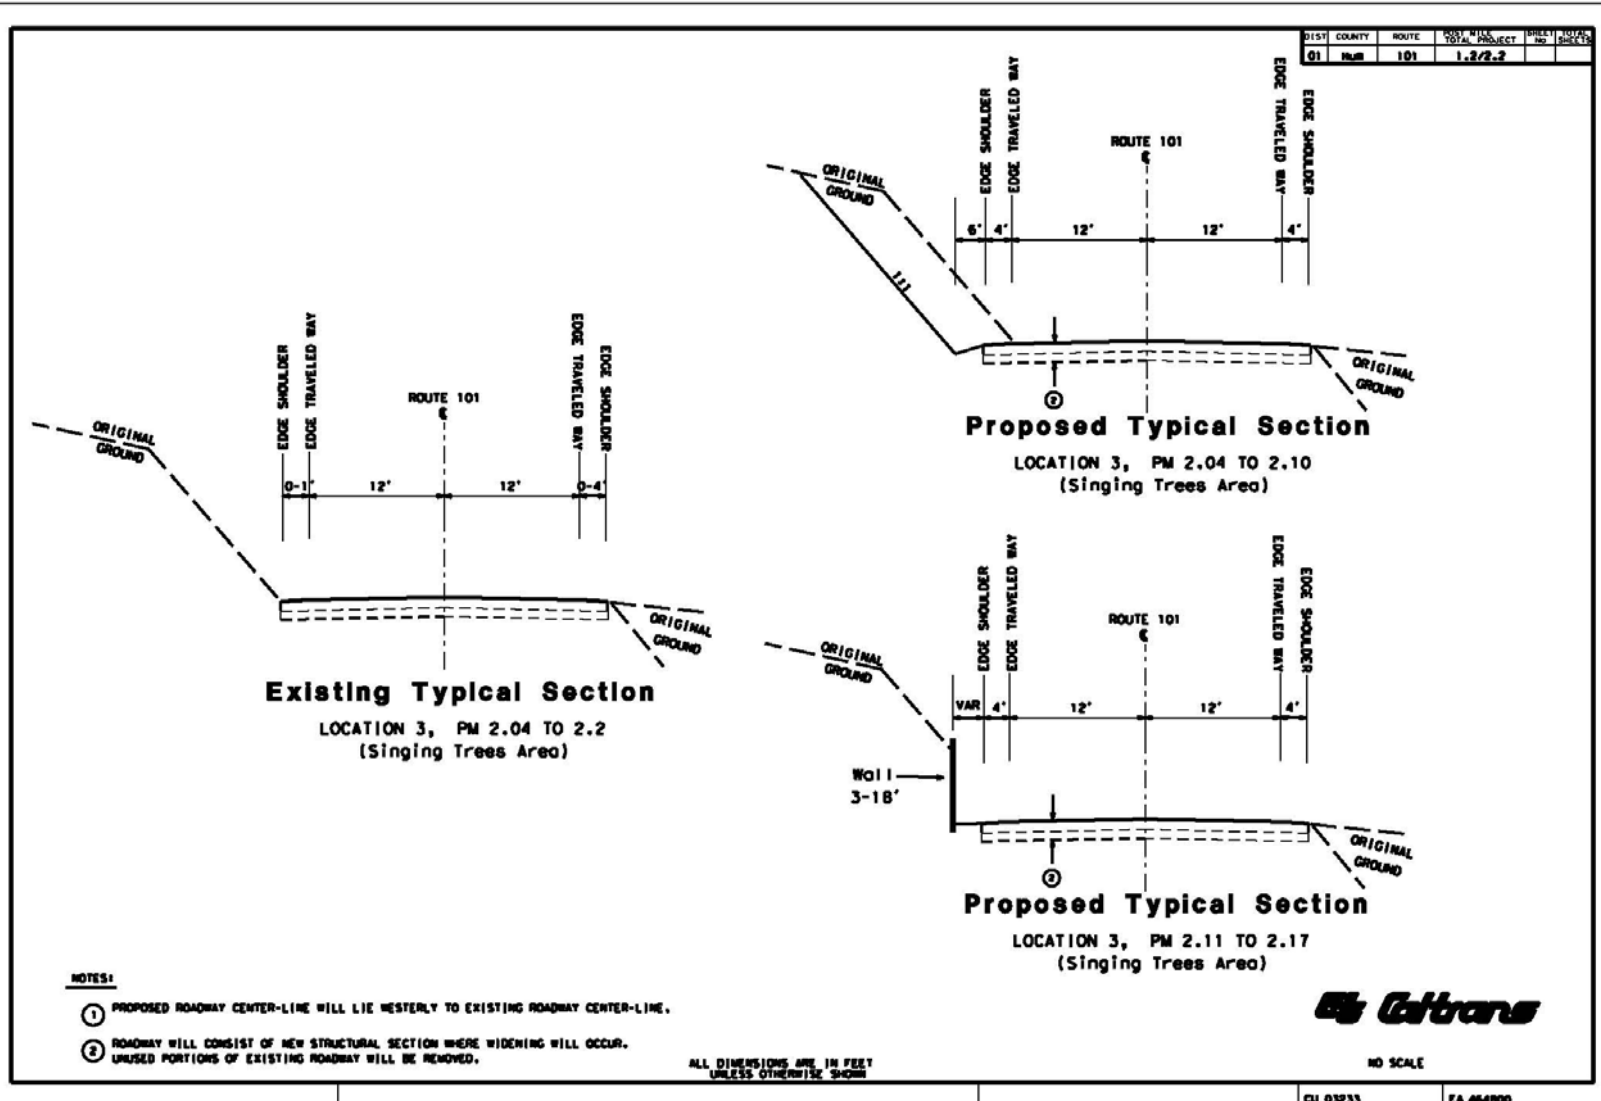 DIST COUNTY ROUTE POST MILE TOTAL PROJECT SHEET No TOTAL SHEETS
01 Hum 101 1.2/2.2
EDGE SHOULDER
EDGE TRAVELED WAY
ROUTE 101
℄
EDGE TRAVELED WAY
EDGE SHOULDER
ORIGINAL
GROUND
6' 4' 12' 12' 4'
1:1
ORIGINAL
GROUND
2
Proposed Typical Section
LOCATION 3, PM 2.04 TO 2.10
(Singing Trees Area)
EDGE SHOULDER
EDGE TRAVELED WAY
ROUTE 101
℄
EDGE TRAVELED WAY
EDGE SHOULDER
ORIGINAL
GROUND
0-1' 12' 12' 0-4'
ORIGINAL
GROUND
Existing Typical Section
LOCATION 3, PM 2.04 TO 2.2
(Singing Trees Area)
EDGE SHOULDER
EDGE TRAVELED WAY
ROUTE 101
℄
EDGE TRAVELED WAY
EDGE SHOULDER
ORIGINAL
GROUND
VAR 4' 12' 12' 4'
Wall
3-18'
ORIGINAL
GROUND
2
Proposed Typical Section
LOCATION 3, PM 2.11 TO 2.17
(Singing Trees Area)
NOTES:
1 PROPOSED ROADWAY CENTER-LINE WILL LIE WESTERLY TO EXISTING ROADWAY CENTER-LINE.
2 ROADWAY WILL CONSIST OF NEW STRUCTURAL SECTION WHERE WIDENING WILL OCCUR.
UNUSED PORTIONS OF EXISTING ROADWAY WILL BE REMOVED.
ALL DIMENSIONS ARE IN FEET
UNLESS OTHERWISE SHOWN
Caltrans
NO SCALE
CU 03233 EA 464800